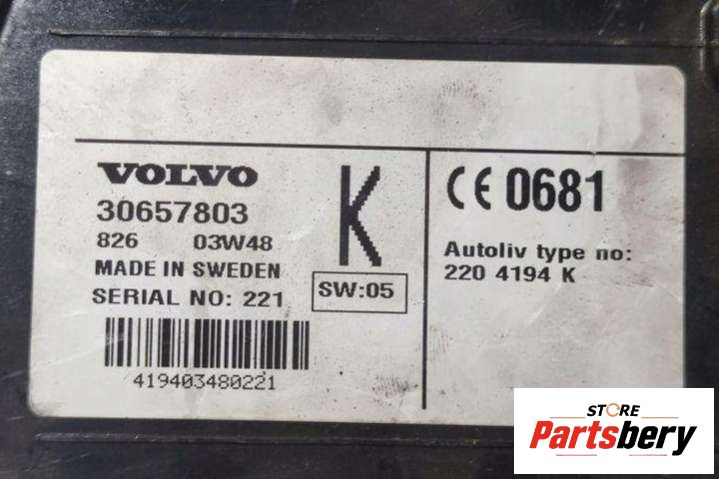 VOLVO
30657803
826 03W48
MADE IN SWEDEN
SERIAL NO: 221
419403480221
K
SW:05
CE 0681
Autoliv type no:
220 4194 K
STORE
Partsbery